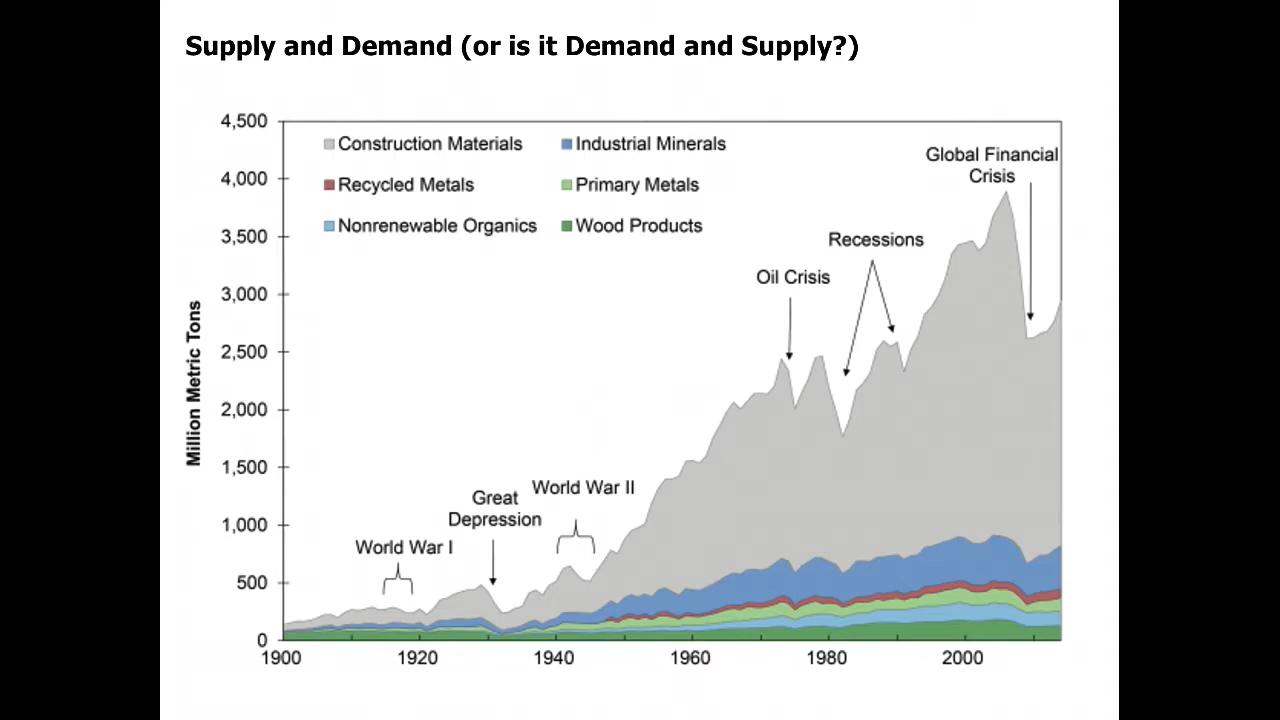 Supply and Demand (or is it Demand and Supply?)
4,500
4,000
3,500
3,000
2,500
2,000
1,500
1,000
500
0
Million Metric Tons
Construction Materials
Industrial Minerals
Recycled Metals
Primary Metals
Nonrenewable Organics
Wood Products
Global Financial
Crisis
Recessions
Oil Crisis
World War II
Great
Depression
World War I
1900
1920
1940
1960
1980
2000